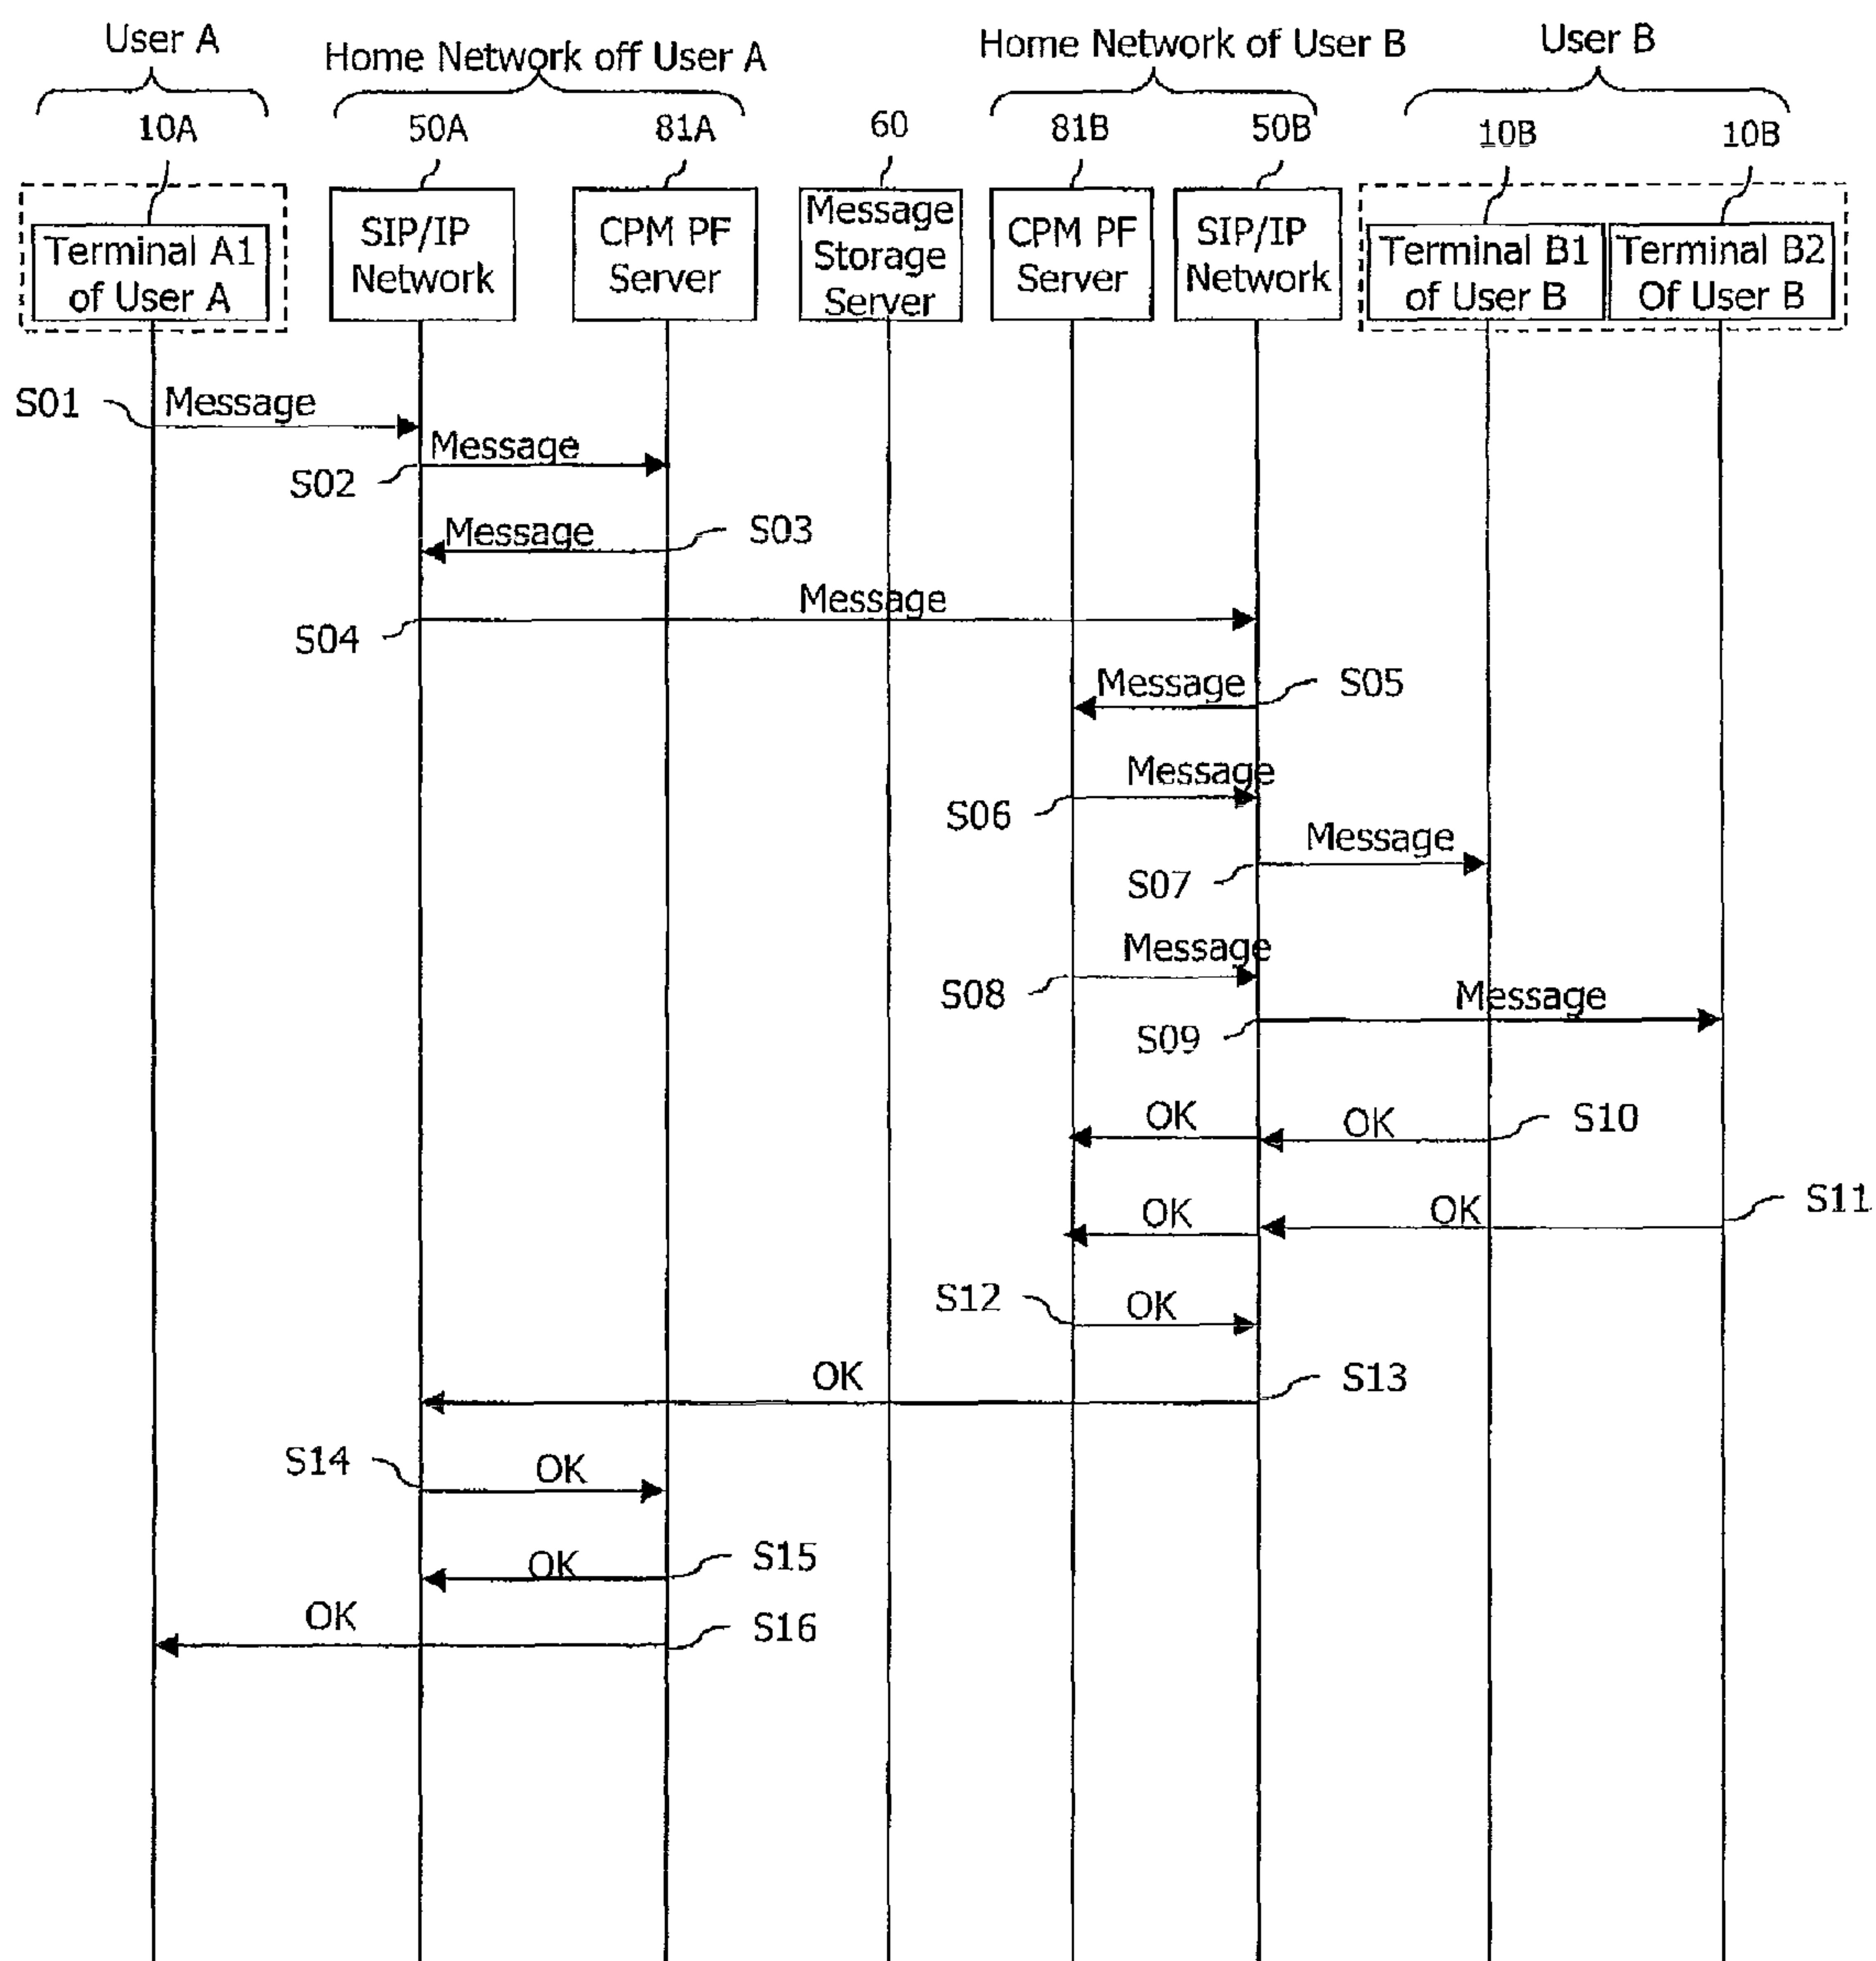 User A
Home Network off User A
Home Network of User B
User B
10A
50A
81A
60
81B
50B
10B
10B
Terminal A1
of User A
SIP/IP
Network
CPM PF
Server
Message
Storage
Server
CPM PF
Server
SIP/IP
Network
Terminal B1
of User B
Terminal B2
Of User B
S01
Message
Message
S02
Message
S03
Message
S04
Message
S05
Message
S06
Message
S07
Message
S08
Message
S09
OK
OK
S10
OK
OK
S11
S12
OK
OK
S13
S14
OK
OK
S15
OK
S16